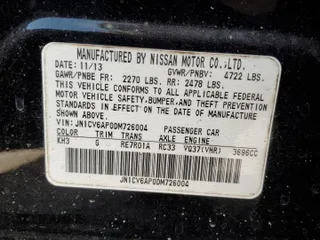 MANUFACTURED BY NISSAN MOTOR CO.,LTD.
DATE: 11/13 GVWR/PNBV: 4722 LBS.
GAWR/PNBE FR: 2270 LBS. RR: 2478 LBS.
THIS VEHICLE CONFORMS TO ALL APPLICABLE FEDERAL
MOTOR VEHICLE SAFETY, BUMPER, AND THEFT PREVENTION
STANDARDS IN EFFECT ON THE DATE OF MANUFACTURE
SHOWN ABOVE.
V.I.N: JN1CV6AP0DM726004 PASSENGER CAR
COLOR TRIM TRANS MODEL ENGINE
KH3 G RE7R01A RC33 VQ37(VHR) 3696CC
JN1CV6AP0DM726004